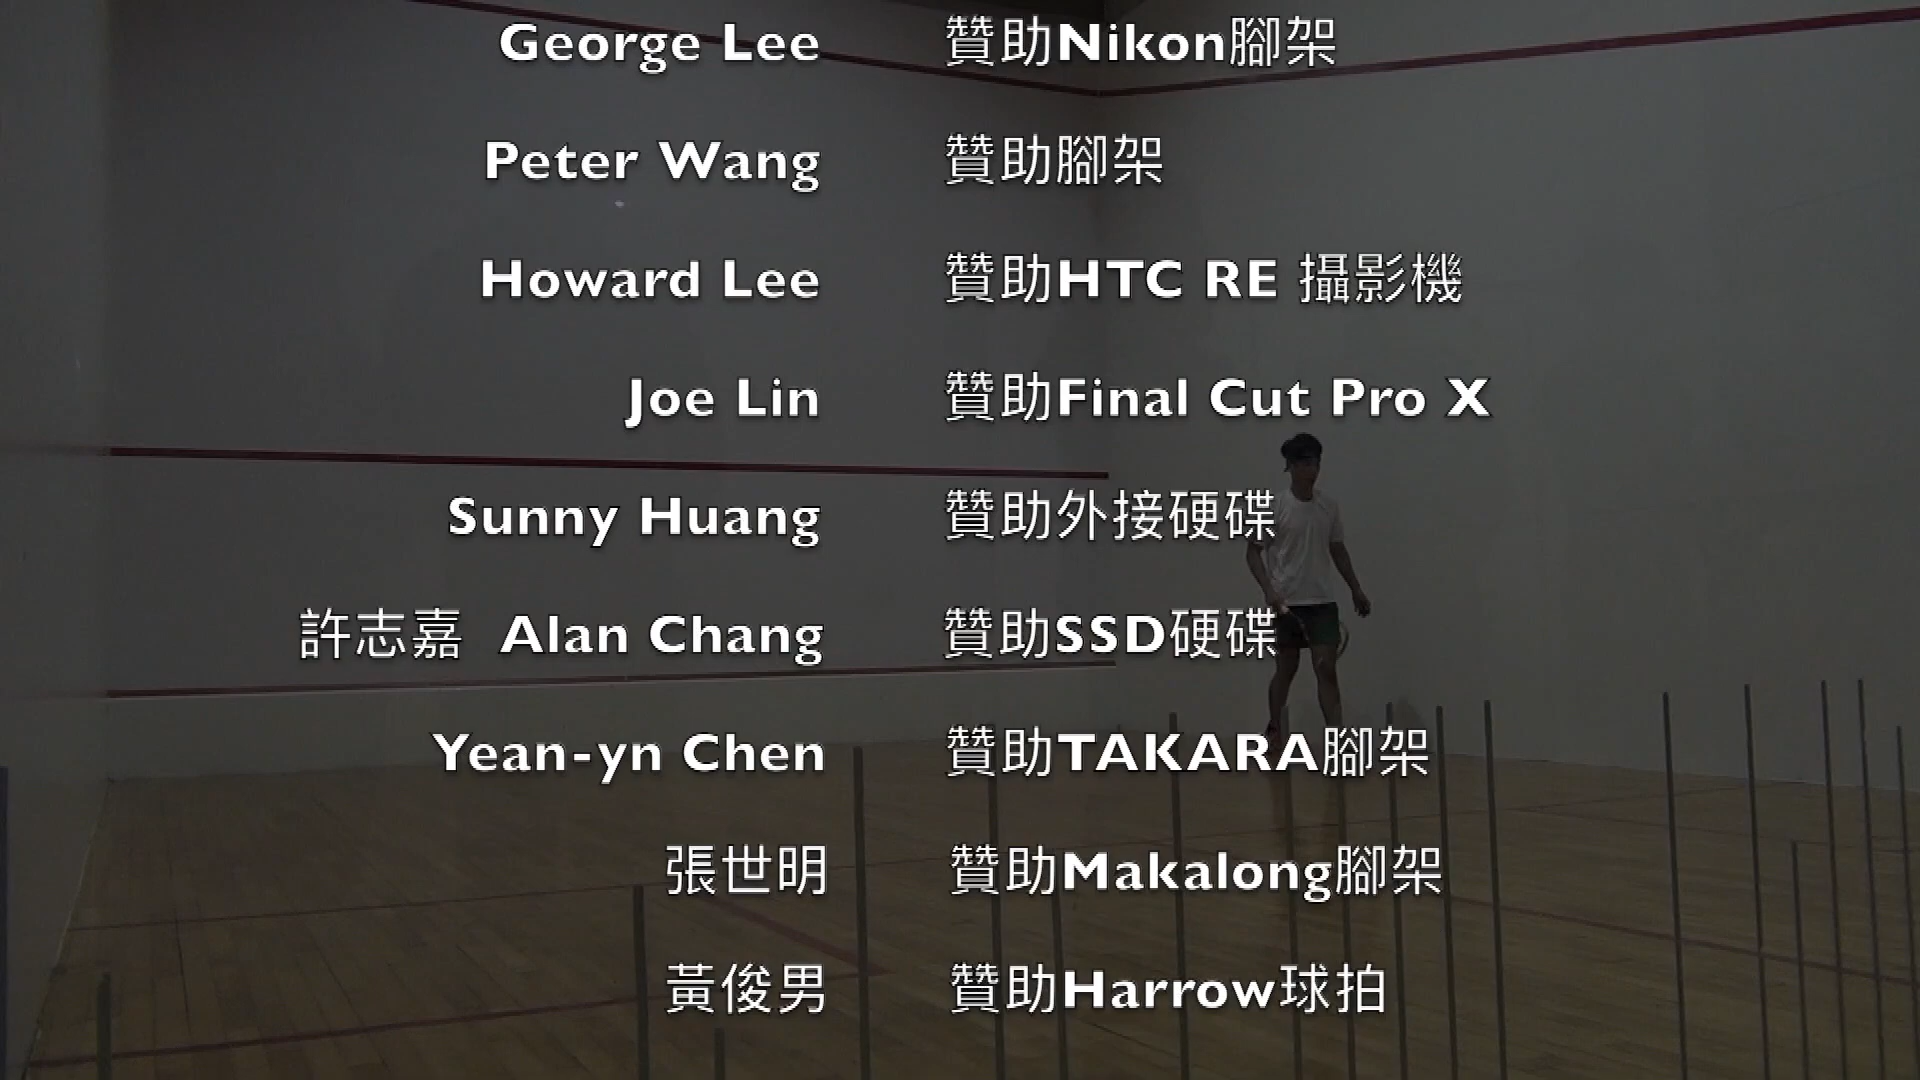 George Lee 贊助Nikon腳架
Peter Wang 贊助腳架
Howard Lee 贊助HTC RE 攝影機
Joe Lin 贊助Final Cut Pro X
Sunny Huang 贊助外接硬碟
許志嘉 Alan Chang 贊助SSD硬碟
Yean-yn Chen 贊助TAKARA腳架
張世明 贊助Makalong腳架
黃俊男 贊助Harrow球拍